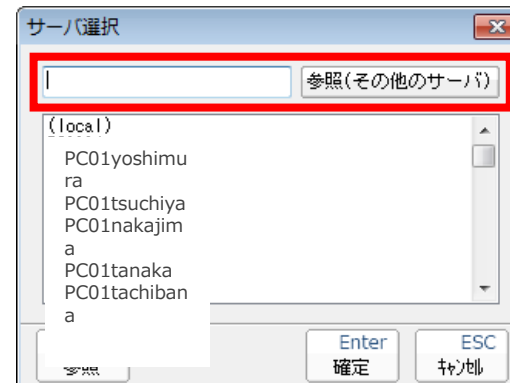 サーバ選択
参照(その他のサーバ)
(local)
PC01yoshimu
ra
PC01tsuchiya
PC01nakajim
a
PC01tanaka
PC01tachiban
a
参照
Enter
確定
ESC
ｷｬﾝｾﾙ